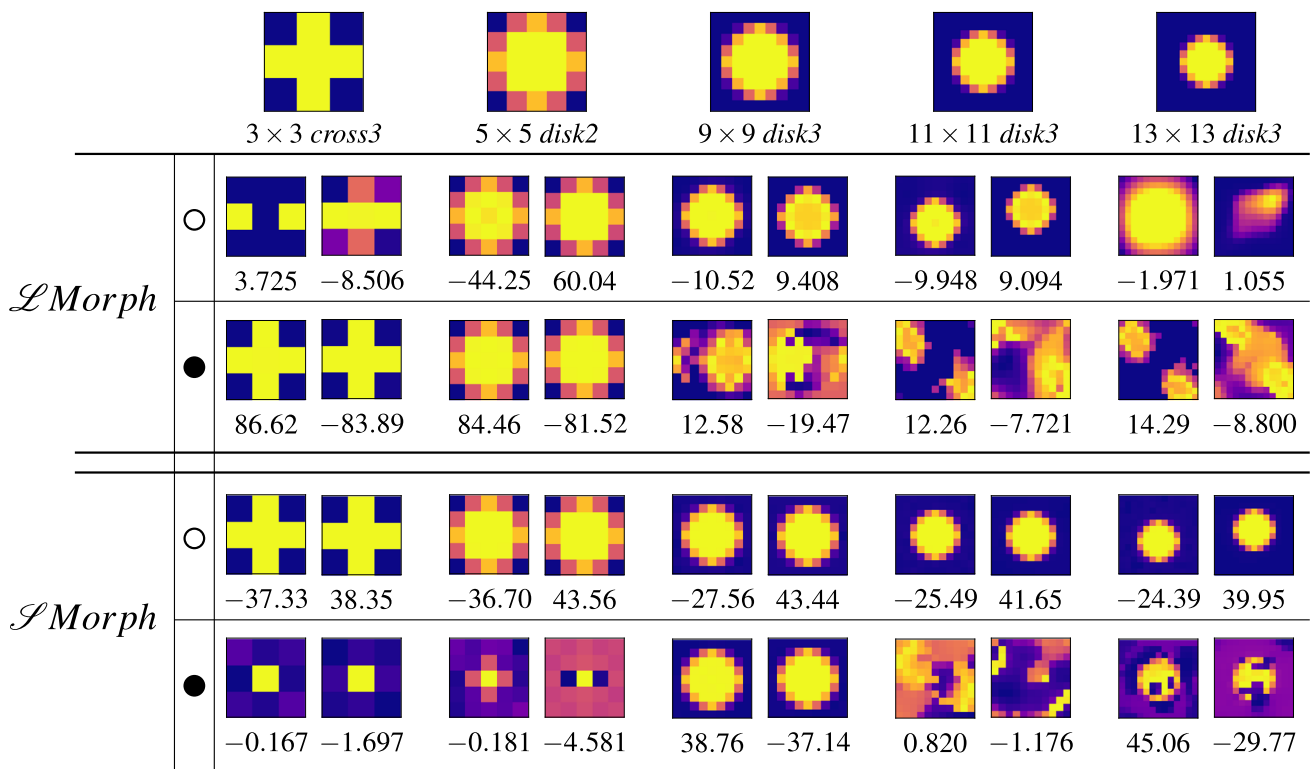 3 × 3 cross3 5 × 5 disk2 9 × 9 disk3 11 × 11 disk3 13 × 13 disk3
ℒMorph
3.725 −8.506 −44.25 60.04 −10.52 9.408 −9.948 9.094 −1.971 1.055
86.62 −83.89 84.46 −81.52 12.58 −19.47 12.26 −7.721 14.29 −8.800
𝒮Morph
−37.33 38.35 −36.70 43.56 −27.56 43.44 −25.49 41.65 −24.39 39.95
−0.167 −1.697 −0.181 −4.581 38.76 −37.14 0.820 −1.176 45.06 −29.77